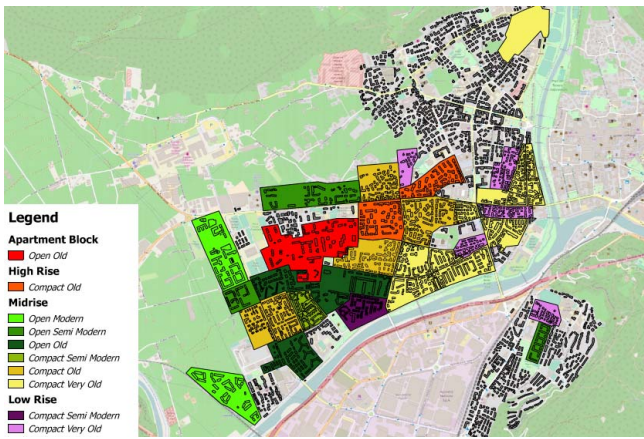 Legend
Apartment Block
Open Old
High Rise
Compact Old
Midrise
Open Modern
Open Semi Modern
Open Old
Compact Semi Modern
Compact Old
Compact Very Old
Low Rise
Compact Semi Modern
Compact Very Old